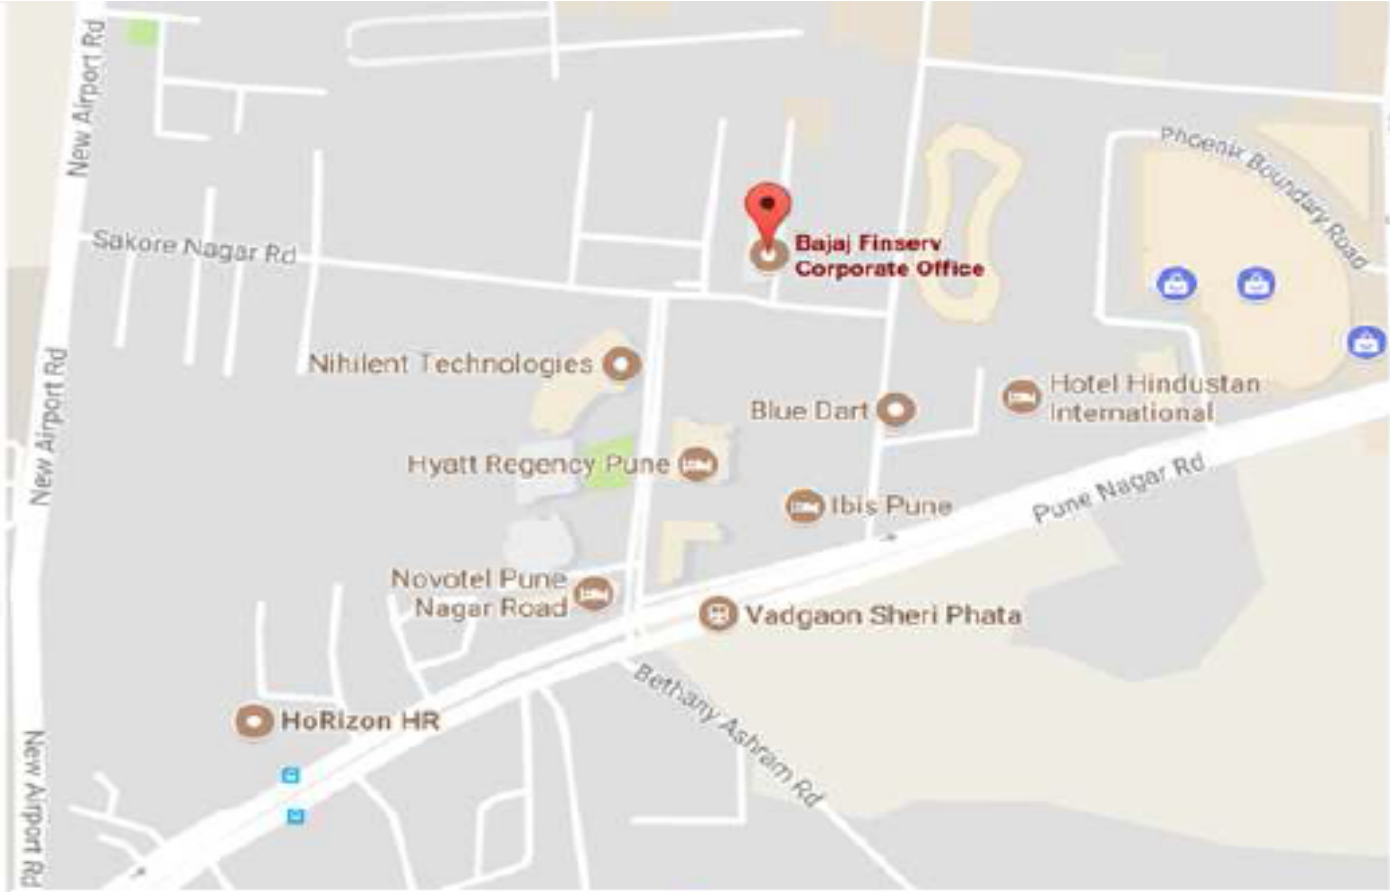 New Airport Rd
Phoenix Boundary Road
Sakore Nagar Rd
Bajaj Finserv
Corporate Office
New Airport Rd
Nihilent Technologies
Blue Dart
Hotel Hindustan
International
Hyatt Regency Pune
Ibis Pune
Pune Nagar Rd
Novotel Pune
Nagar Road
Vadgaon Sheri Phata
Bethany Ashram Rd
HoRizon HR
New Airport Rd